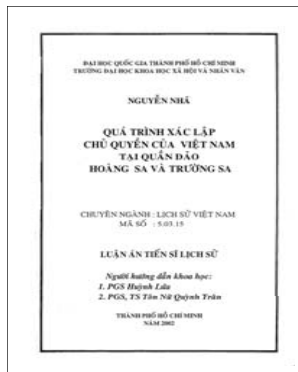 ĐẠI HỌC QUỐC GIA THÀNH PHỐ HỒ CHÍ MINH
TRƯỜNG ĐẠI HỌC KHOA HỌC XÃ HỘI VÀ NHÂN VĂN
NGUYỄN NHÃ
QUÁ TRÌNH XÁC LẬP
CHỦ QUYỀN CỦA VIỆT NAM
TẠI QUẦN ĐẢO
HOÀNG SA VÀ TRƯỜNG SA
CHUYÊN NGÀNH : LỊCH SỬ VIỆT NAM
MÃ SỐ : 5.03.15
LUẬN ÁN TIẾN SĨ LỊCH SỬ
Người hướng dẫn khoa học:
1. PGS Huỳnh Lứa
2. PGS, TS Tôn Nữ Quỳnh Trân
THÀNH PHỐ HỒ CHÍ MINH
NĂM 2002